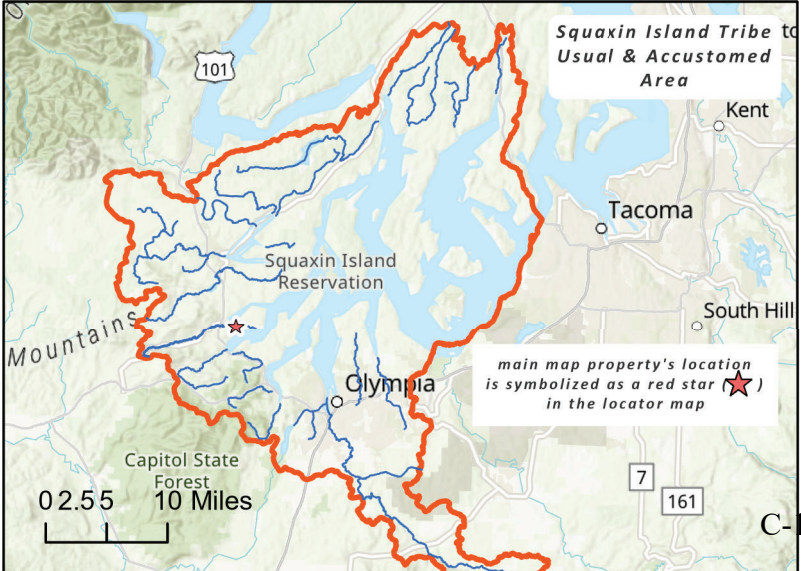 Squaxin Island Tribe
Usual & Accustomed
Area
to
101
Kent
Tacoma
Squaxin Island
Reservation
South Hill
Mountains
main map property's location
is symbolized as a red star ( )
in the locator map
Olympia
Capitol State
Forest
7
161
0 2.5 5 10 Miles
C-1